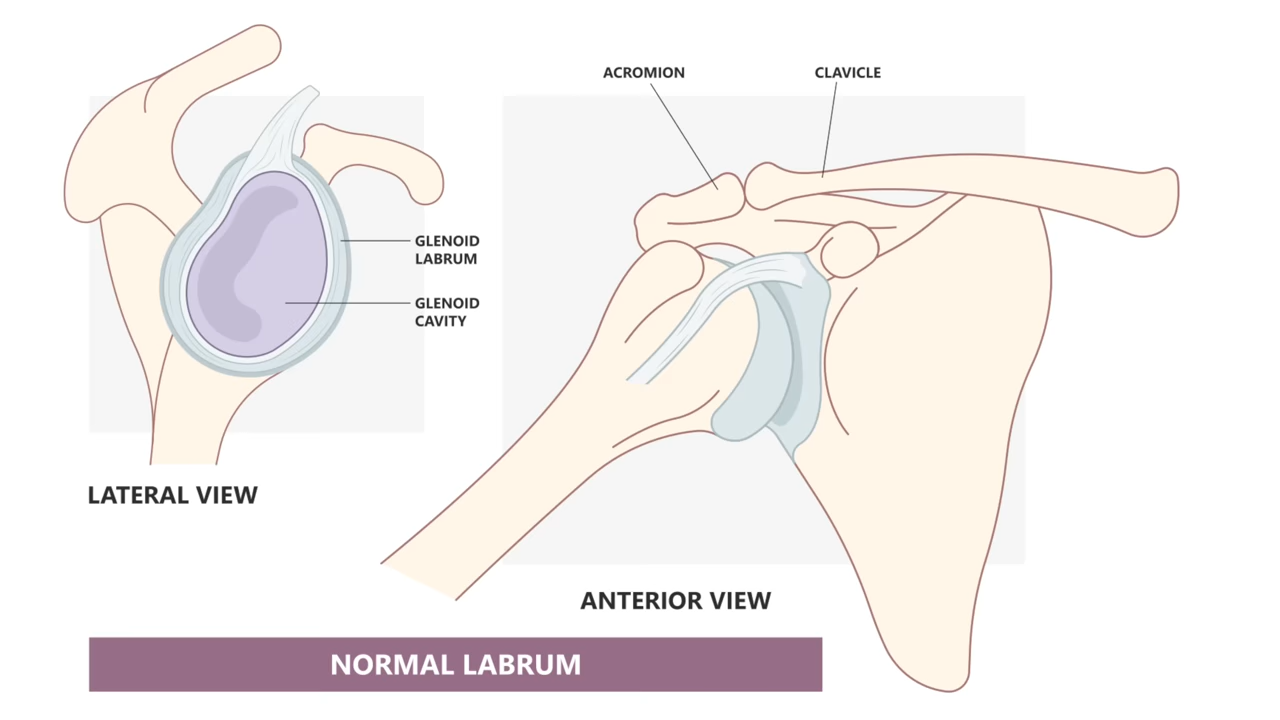 ACROMION
CLAVICLE
GLENOID
LABRUM
GLENOID
CAVITY
LATERAL VIEW
ANTERIOR VIEW
NORMAL LABRUM